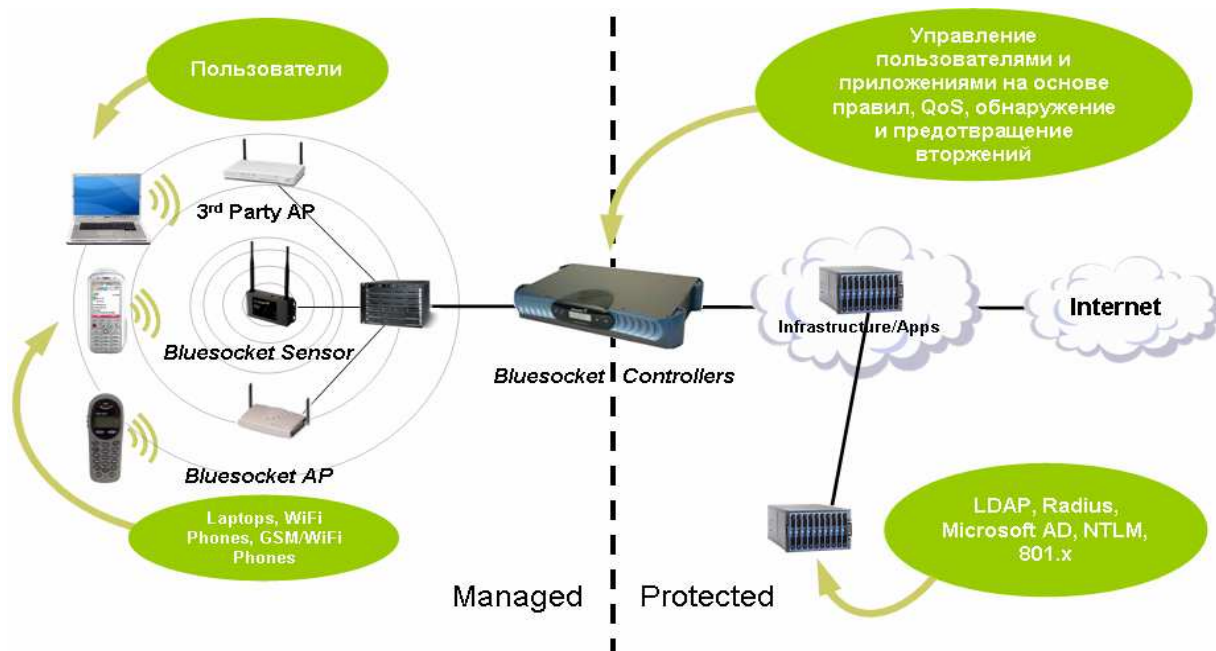 Пользователи
Управление
пользователями и
приложениями на основе
правил, QoS, обнаружение
и предотвращение
вторжений
3rd Party AP
Bluesocket Sensor
Bluesocket AP
Bluesocket Controllers
Infrastructure/Apps
Internet
Laptops, WiFi
Phones, GSM/WiFi
Phones
LDAP, Radius,
Microsoft AD, NTLM,
801.x
Managed
Protected